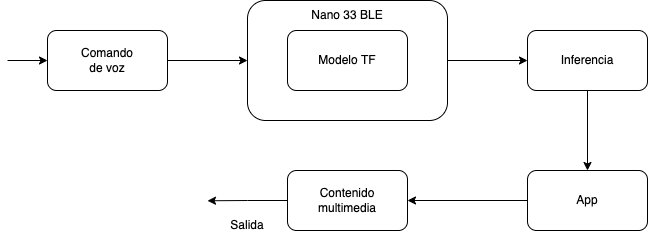 Nano 33 BLE
Comando
de voz
Modelo TF
Inferencia
Contenido
multimedia
App
Salida